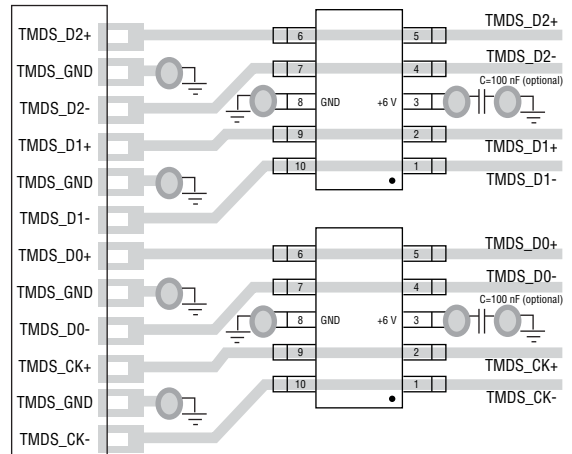 TMDS_D2+
TMDS_GND
TMDS_D2-
TMDS_D1+
TMDS_GND
TMDS_D1-
TMDS_D0+
TMDS_GND
TMDS_D0-
TMDS_CK+
TMDS_GND
TMDS_CK-
6 5
7 4
8 GND +6 V 3
9 2
10 1
TMDS_D2+
TMDS_D2-
C=100 nF (optional)
TMDS_D1+
TMDS_D1-
6 5
7 4
8 GND +6 V 3
9 2
10 1
TMDS_D0+
TMDS_D0-
C=100 nF (optional)
TMDS_CK+
TMDS_CK-